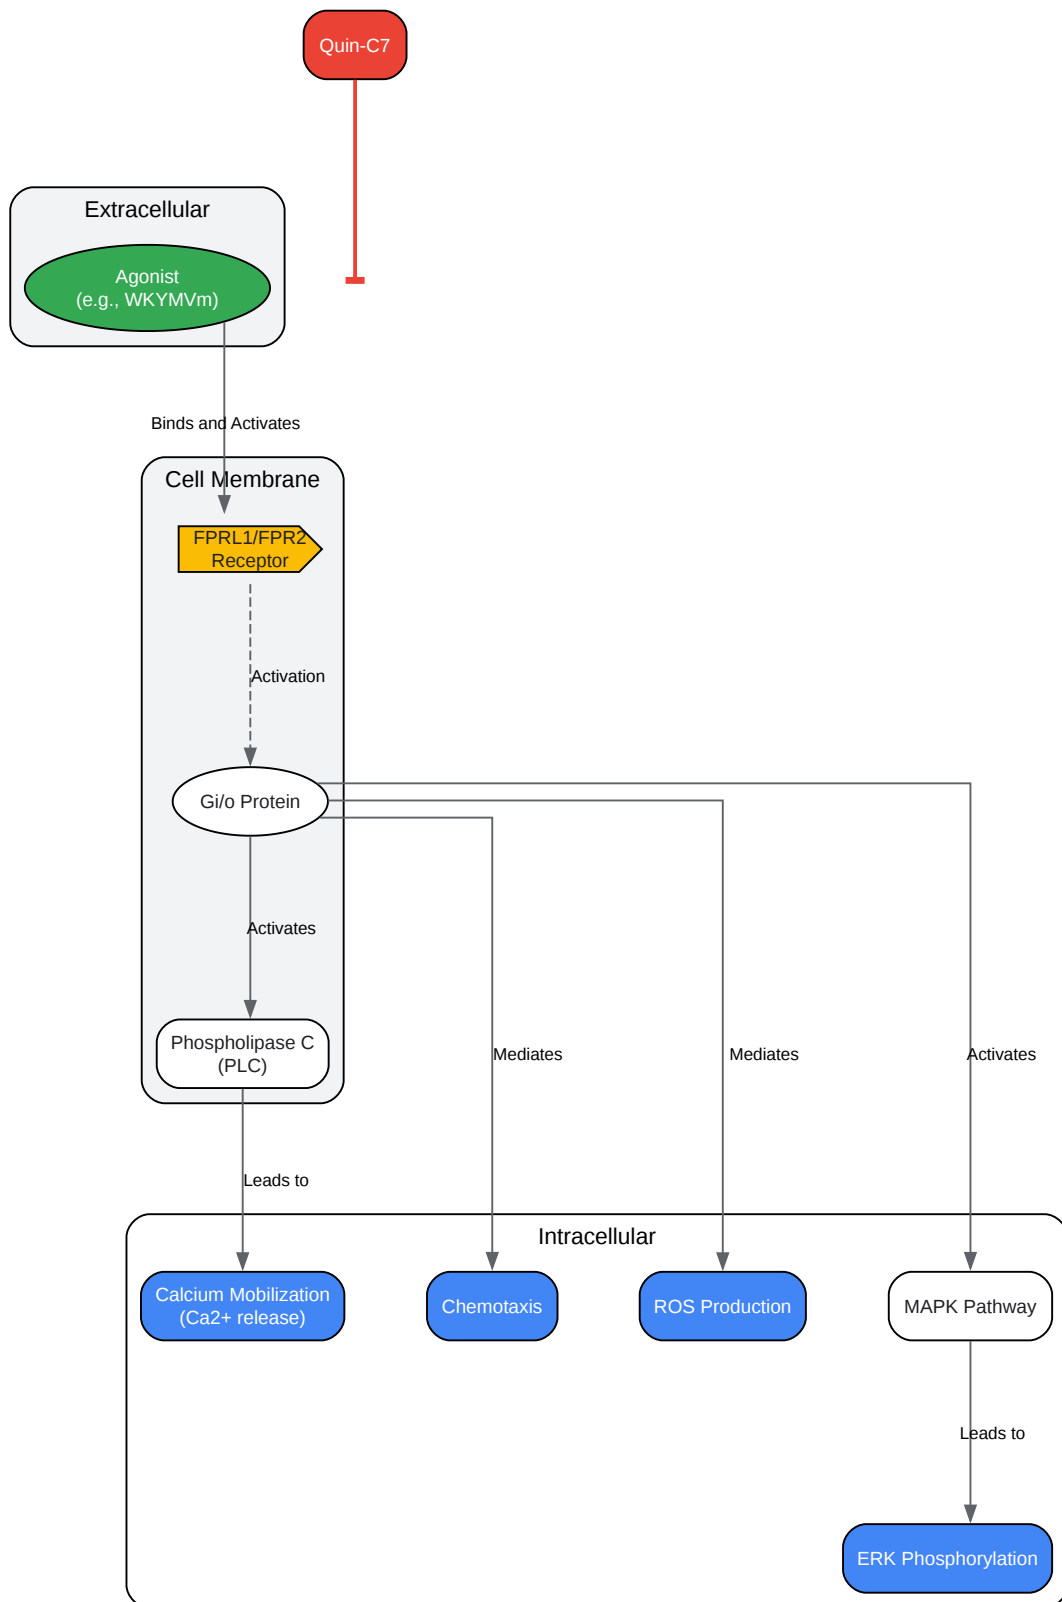 Quin-C7
Extracellular
Agonist
(e.g., WKYMVm)
Binds and Activates
Cell Membrane
FPRL1/FPR2
Receptor
Activation
Gi/o Protein
Activates
Phospholipase C
(PLC)
Mediates
Mediates
Activates
Leads to
Intracellular
Calcium Mobilization
(Ca2+ release)
Chemotaxis
ROS Production
MAPK Pathway
Leads to
ERK Phosphorylation